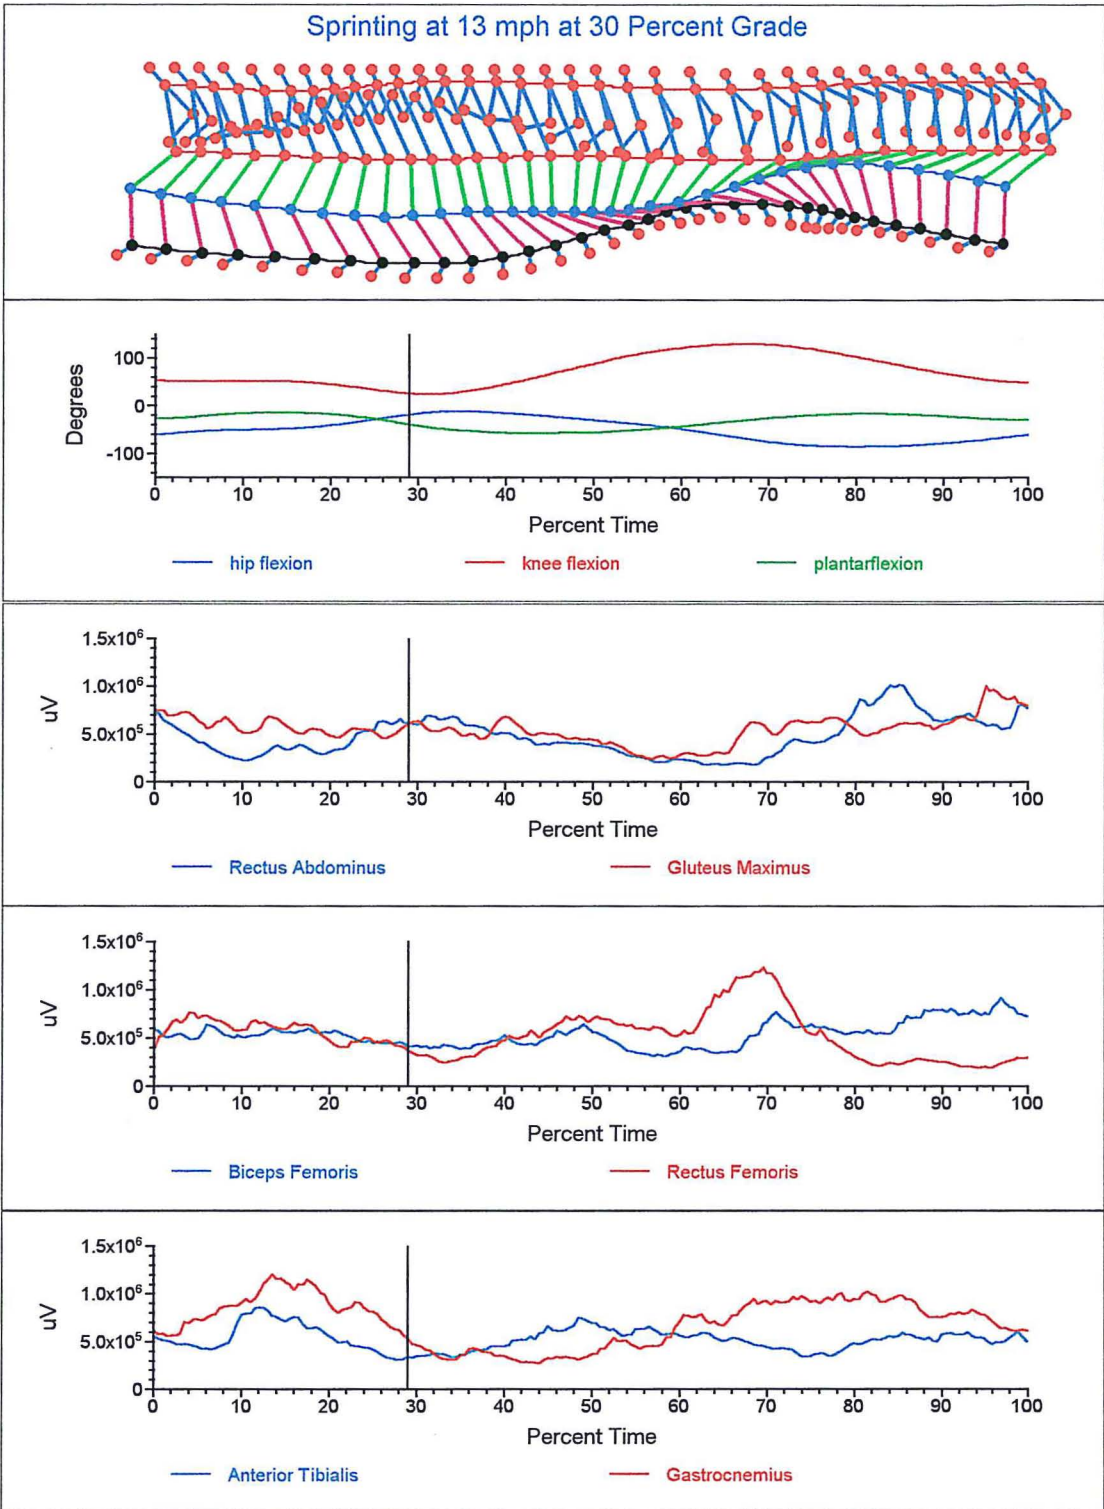 Sprinting at 13 mph at 30 Percent Grade
Degrees
100
0
-100
0 10 20 30 40 50 60 70 80 90 100
Percent Time
hip flexion knee flexion plantarflexion
uV
1.5x10⁶
1.0x10⁶
5.0x10⁵
0
0 10 20 30 40 50 60 70 80 90 100
Percent Time
Rectus Abdominus Gluteus Maximus
uV
1.5x10⁶
1.0x10⁶
5.0x10⁵
0
0 10 20 30 40 50 60 70 80 90 100
Percent Time
Biceps Femoris Rectus Femoris
uV
1.5x10⁶
1.0x10⁶
5.0x10⁵
0
0 10 20 30 40 50 60 70 80 90 100
Percent Time
Anterior Tibialis Gastrocnemius